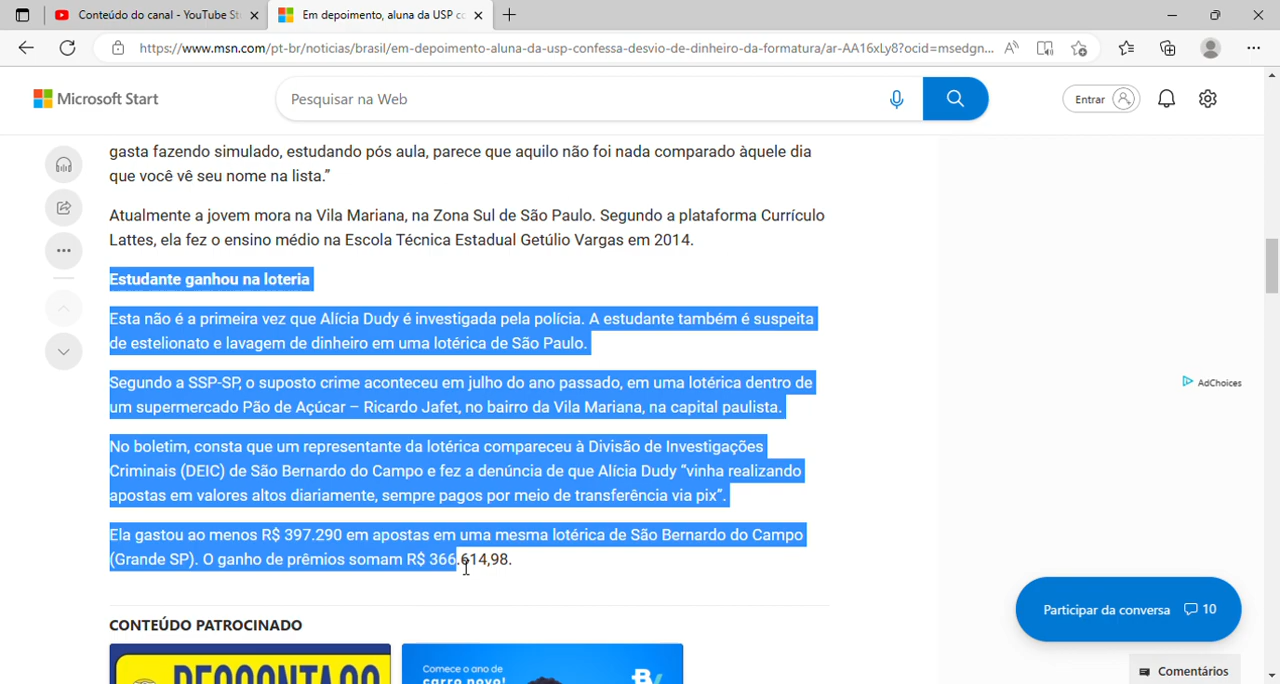 Conteúdo do canal - YouTube St
Em depoimento, aluna da USP co
https://www.msn.com/pt-br/noticias/brasil/em-depoimento-aluna-da-usp-confessa-desvio-de-dinheiro-da-formatura/ar-AA16xLy8?ocid=msedgn...
Microsoft Start
Pesquisar na Web
Entrar
gasta fazendo simulado, estudando pós aula, parece que aquilo não foi nada comparado àquele dia
que você vê seu nome na lista.”
Atualmente a jovem mora na Vila Mariana, na Zona Sul de São Paulo. Segundo a plataforma Currículo
Lattes, ela fez o ensino médio na Escola Técnica Estadual Getúlio Vargas em 2014.
Estudante ganhou na loteria
Esta não é a primeira vez que Alícia Dudy é investigada pela polícia. A estudante também é suspeita
de estelionato e lavagem de dinheiro em uma lotérica de São Paulo.
Segundo a SSP-SP, o suposto crime aconteceu em julho do ano passado, em uma lotérica dentro de
um supermercado Pão de Açúcar – Ricardo Jafet, no bairro da Vila Mariana, na capital paulista.
No boletim, consta que um representante da lotérica compareceu à Divisão de Investigações
Criminais (DEIC) de São Bernardo do Campo e fez a denúncia de que Alícia Dudy “vinha realizando
apostas em valores altos diariamente, sempre pagos por meio de transferência via pix”.
Ela gastou ao menos R$ 397.290 em apostas em uma mesma lotérica de São Bernardo do Campo
(Grande SP). O ganho de prêmios somam R$ 366.614,98.
AdChoices
Participar da conversa 10
CONTEÚDO PATROCINADO
Comece o ano de
carro novo!
Comentários